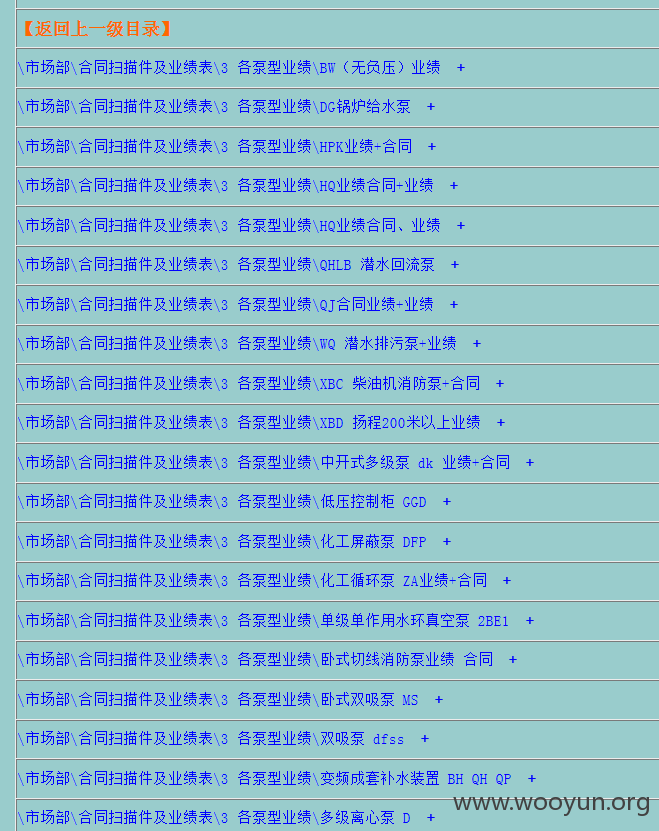 【返回上一级目录】
\市场部\合同扫描件及业绩表\3 各泵型业绩\BW（无负压）业绩 +
\市场部\合同扫描件及业绩表\3 各泵型业绩\DG锅炉给水泵 +
\市场部\合同扫描件及业绩表\3 各泵型业绩\HPK业绩+合同 +
\市场部\合同扫描件及业绩表\3 各泵型业绩\HQ业绩合同+业绩 +
\市场部\合同扫描件及业绩表\3 各泵型业绩\HQ业绩合同、业绩 +
\市场部\合同扫描件及业绩表\3 各泵型业绩\QHLB 潜水回流泵 +
\市场部\合同扫描件及业绩表\3 各泵型业绩\QJ合同业绩+业绩 +
\市场部\合同扫描件及业绩表\3 各泵型业绩\WQ 潜水排污泵+业绩 +
\市场部\合同扫描件及业绩表\3 各泵型业绩\XBC 柴油机消防泵+合同 +
\市场部\合同扫描件及业绩表\3 各泵型业绩\XBD 扬程200米以上业绩 +
\市场部\合同扫描件及业绩表\3 各泵型业绩\中开式多级泵 dk 业绩+合同 +
\市场部\合同扫描件及业绩表\3 各泵型业绩\低压控制柜 GGD +
\市场部\合同扫描件及业绩表\3 各泵型业绩\化工屏蔽泵 DFP +
\市场部\合同扫描件及业绩表\3 各泵型业绩\化工循环泵 ZA业绩+合同 +
\市场部\合同扫描件及业绩表\3 各泵型业绩\单级单作用水环真空泵 2BE1 +
\市场部\合同扫描件及业绩表\3 各泵型业绩\卧式切线消防泵业绩 合同 +
\市场部\合同扫描件及业绩表\3 各泵型业绩\卧式双吸泵 MS +
\市场部\合同扫描件及业绩表\3 各泵型业绩\双吸泵 dfss +
\市场部\合同扫描件及业绩表\3 各泵型业绩\变频成套补水装置 BH QH QP +
\市场部\合同扫描件及业绩表\3 各泵型业绩\多级离心泵 D +
www.wooyun.org